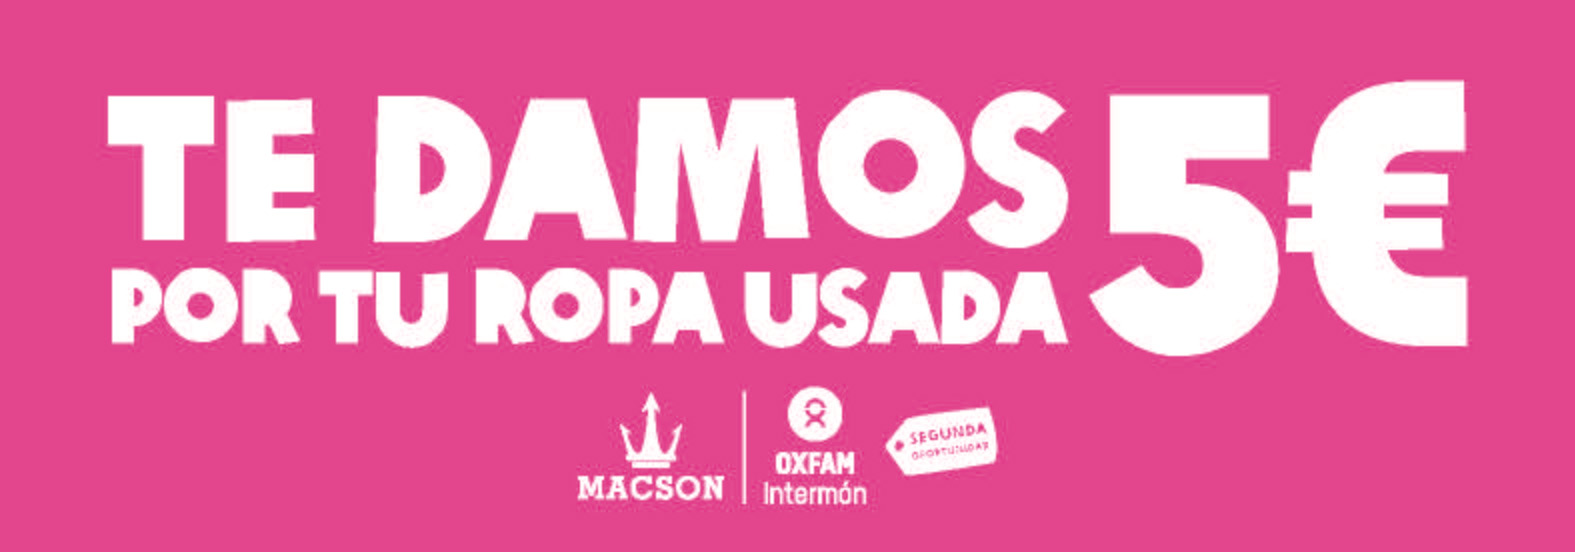 TE DAMOS 5€
POR TU ROPA USADA
MACSON
OXFAM
Intermón
SEGUNDA
OPORTUNIDAD